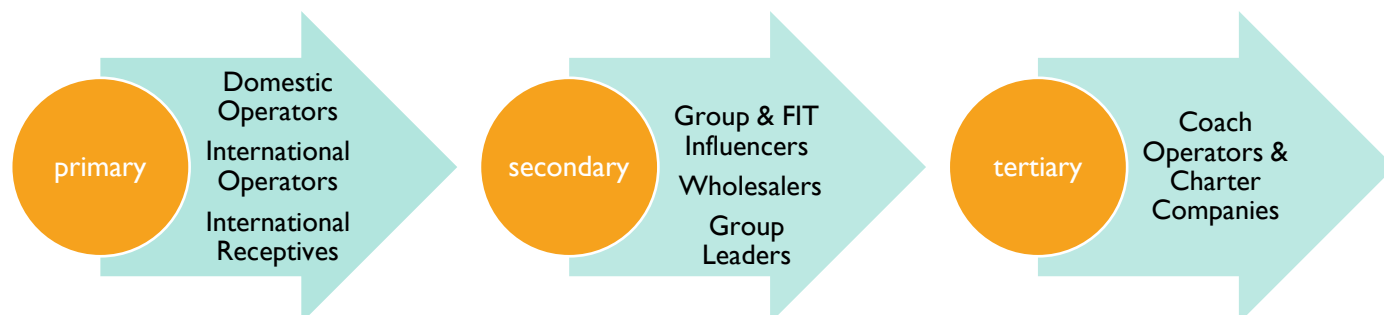 primary
Domestic
Operators
International
Operators
International
Receptives
secondary
Group & FIT
Influencers
Wholesalers
Group
Leaders
tertiary
Coach
Operators &
Charter
Companies